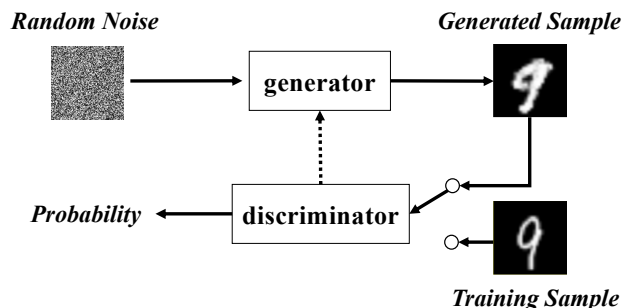 Random Noise
Generated Sample
generator
discriminator
Probability
Training Sample